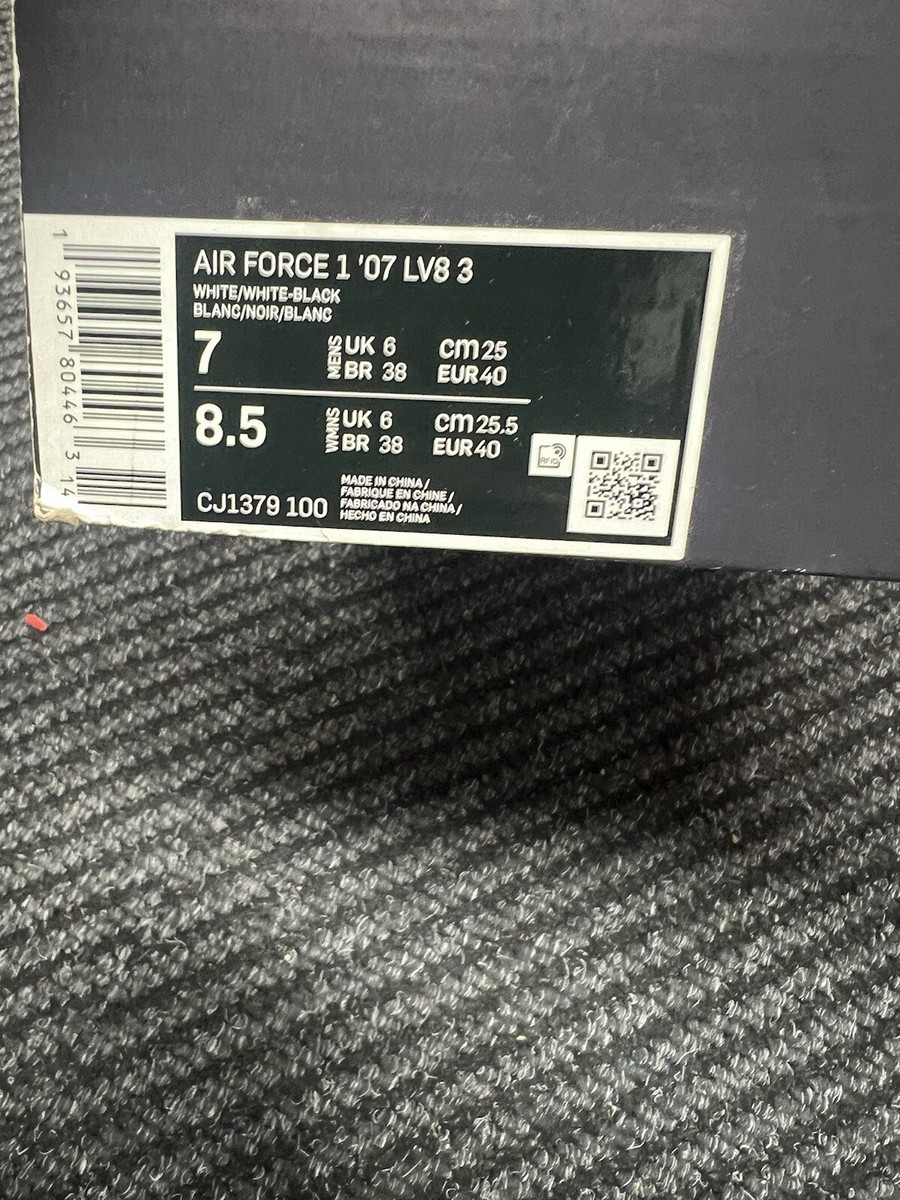 AIR FORCE 1 '07 LV8 3
WHITE/WHITE-BLACK
BLANC/NOIR/BLANC
7 MENS UK 6 cm 25
BR 38 EUR 40
8.5 WMNS UK 6 cm 25.5
BR 38 EUR 40
RFID
CJ1379 100
MADE IN CHINA /
FABRIQUE EN CHINE /
FABRICADO NA CHINA /
HECHO EN CHINA
1 93657 80446 3 14